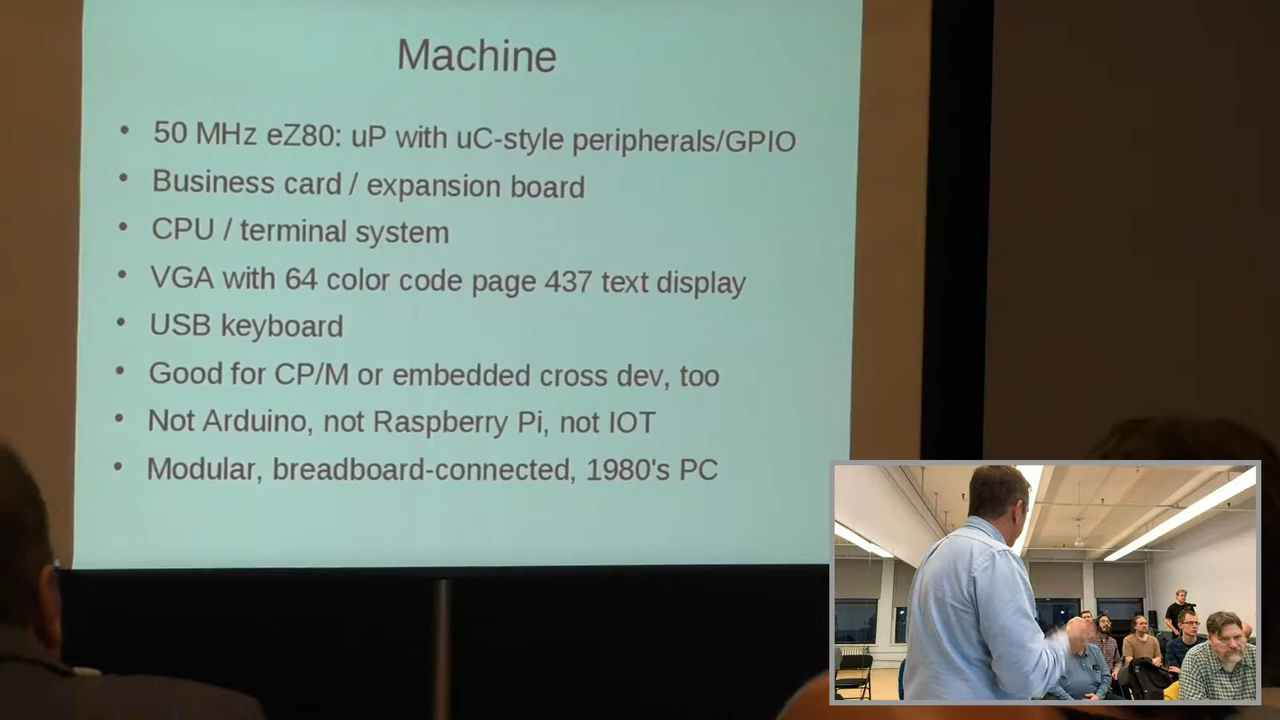 Machine
• 50 MHz eZ80: uP with uC-style peripherals/GPIO
• Business card / expansion board
• CPU / terminal system
• VGA with 64 color code page 437 text display
• USB keyboard
• Good for CP/M or embedded cross dev, too
• Not Arduino, not Raspberry Pi, not IOT
• Modular, breadboard-connected, 1980's PC